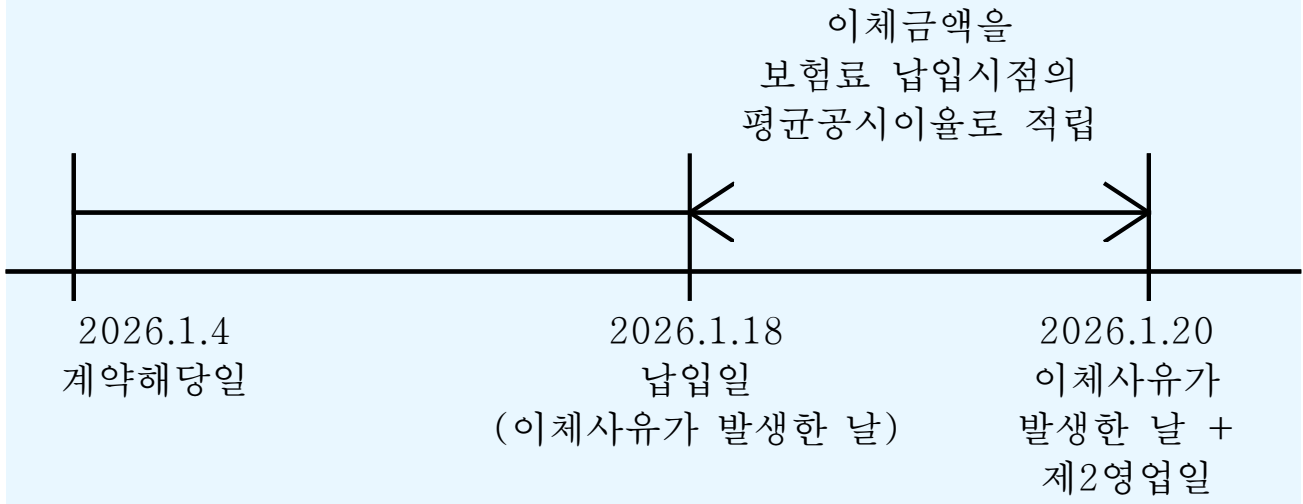 이체금액을
보험료 납입시점의
평균공시이율로 적립
2026.1.4
계약해당일
2026.1.18
납입일
(이체사유가 발생한 날)
2026.1.20
이체사유가
발생한 날 +
제2영업일